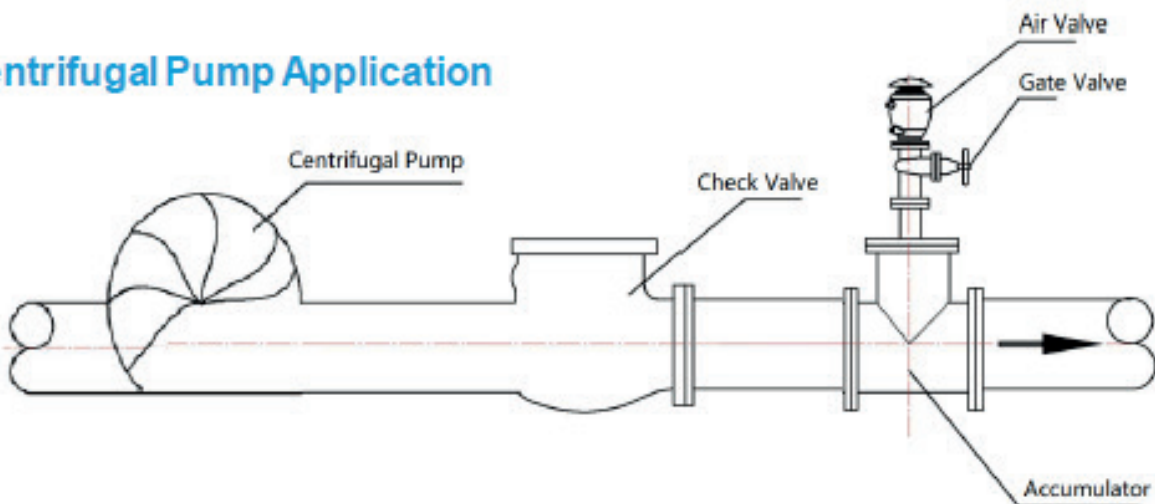 entrifugal Pump Application
Air Valve
Gate Valve
Centrifugal Pump
Check Valve
Accumulator